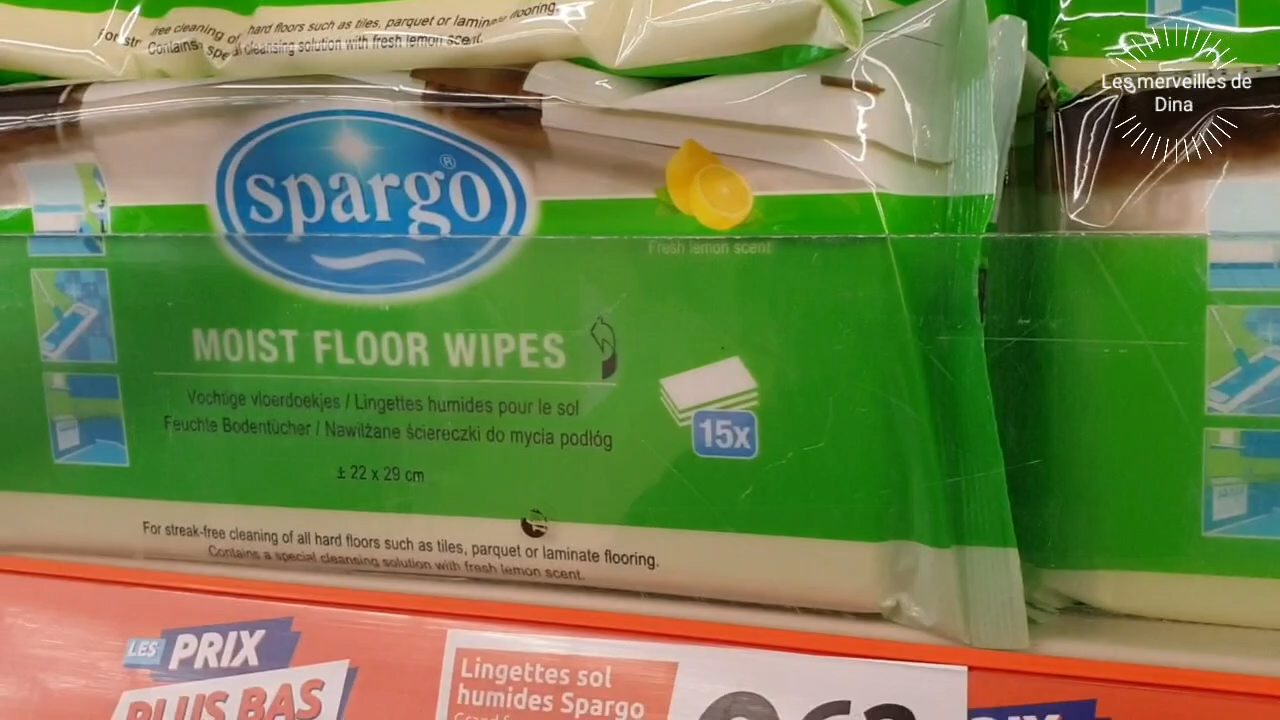 free cleaning of hard floors such as tiles, parquet or laminate flooring.
Contains special cleansing solution with fresh lemon scent.
Les merveilles de
Dina
spargo®
Fresh lemon scent
MOIST FLOOR WIPES
Vochtige vloerdoekjes / Lingettes humides pour le sol
Feuchte Bodentücher / Nawilżane ściereczki do mycia podłóg
15x
± 22 x 29 cm
For streak-free cleaning of all hard floors such as tiles, parquet or laminate flooring.
Contains a special cleansing solution with fresh lemon scent.
LES PRIX
PLUS BAS
Lingettes sol
humides Spargo